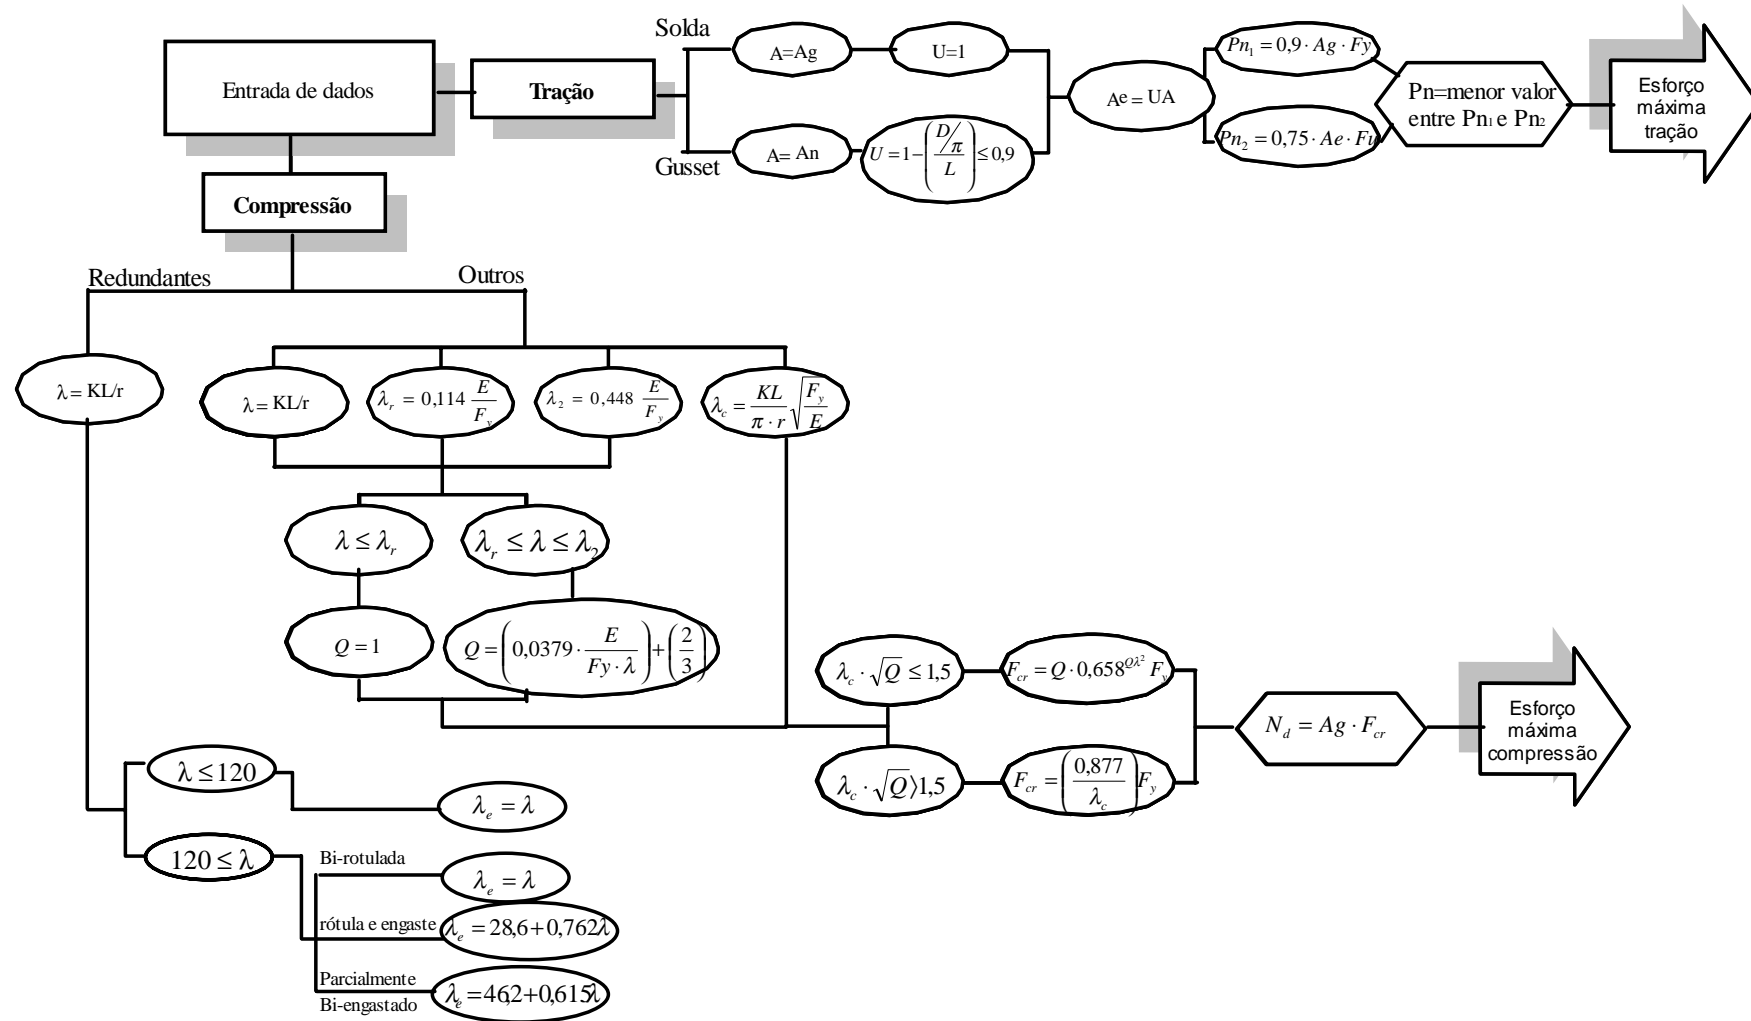 Solda
A=Ag
U=1
Pn₁ = 0,9 · Ag · Fy
Entrada de dados
Tração
Ae = UA
Pn=menor valor
entre Pn₁ e Pn₂
Esforço
máxima
tração
Gusset
A= An
U = 1 − ((D/π)/L) ≤ 0,9
Pn₂ = 0,75 · Ae · Fu
Compressão
Redundantes
Outros
λ = KL/r
λ = KL/r
λr = 0,114 E/Fy
λ₂ = 0,448 E/Fy
λc = KL/(π · r) √(Fy/E)
λ ≤ λr
λr ≤ λ ≤ λ₂
Q = 1
Q = (0,0379 · E/(Fy · λ)) + (2/3)
λc · √Q ≤ 1,5
Fcr = Q · 0,658^(Qλ²) Fy
Nd = Ag · Fcr
Esforço
máxima
compressão
λc · √Q⟩1,5
Fcr = (0,877/λc) Fy
λ ≤ 120
λe = λ
120 ≤ λ
Bi-rotulada
λe = λ
rótula e engaste
λe = 28,6+0,762λ
Parcialmente
Bi-engastado
λe = 46,2+0,615λ